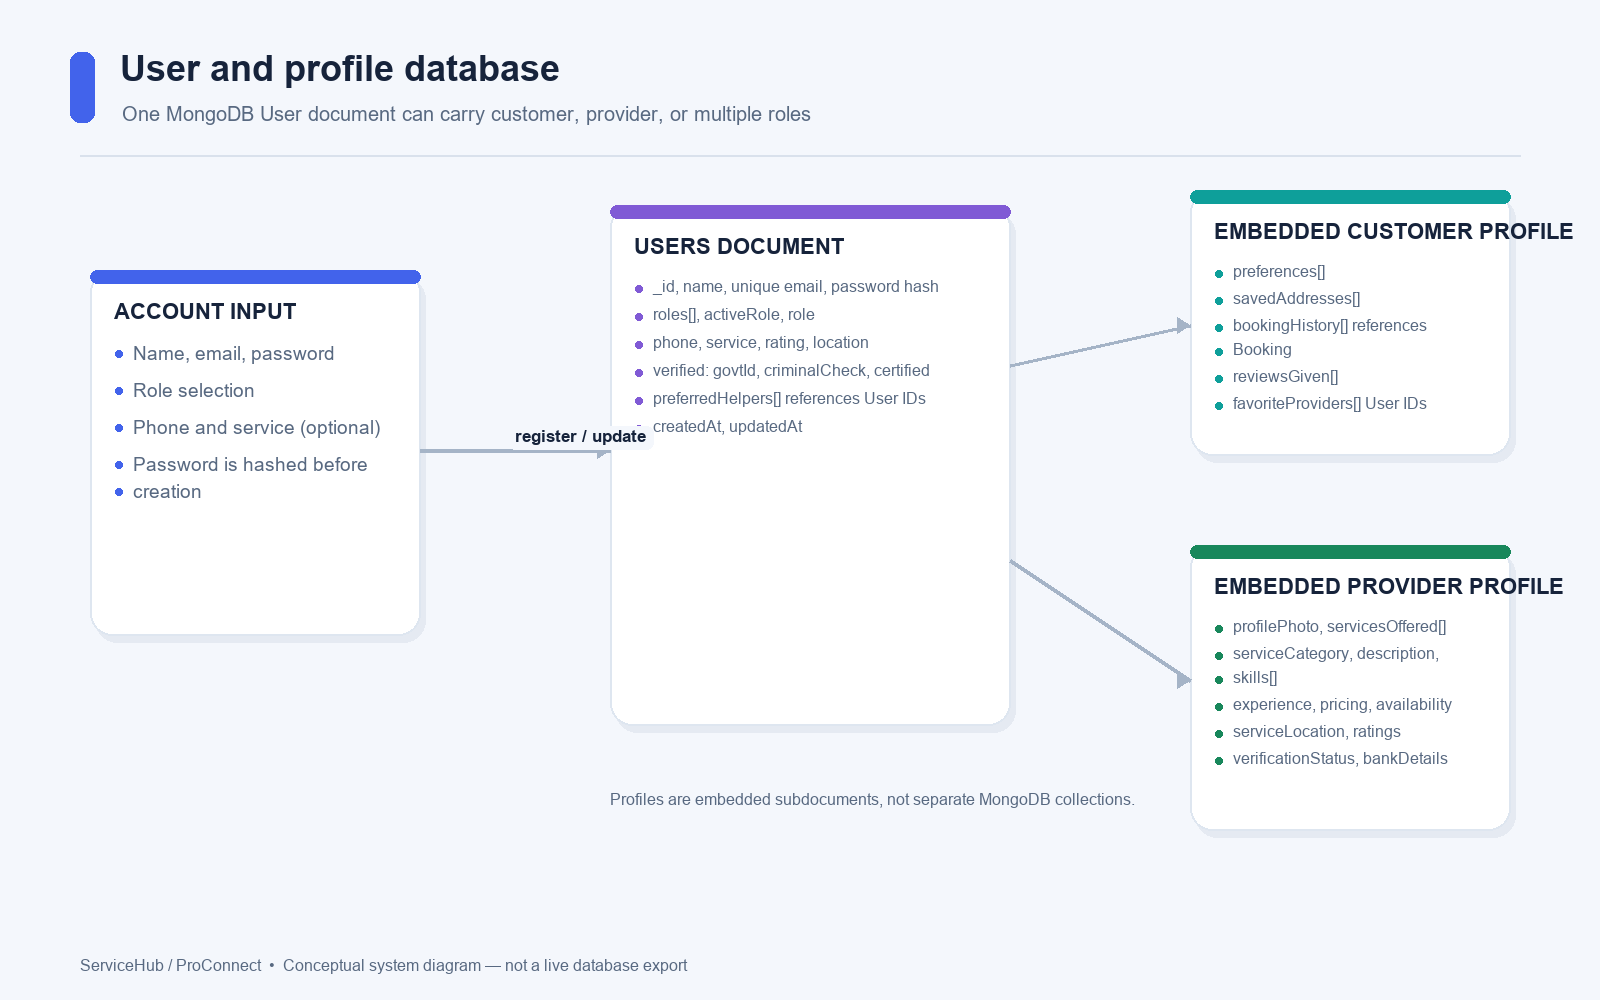 User and profile database
One MongoDB User document can carry customer, provider, or multiple roles
ACCOUNT INPUT
Name, email, password
Role selection
Phone and service (optional)
Password is hashed before
creation
register / update
USERS DOCUMENT
_id, name, unique email, password hash
roles[], activeRole, role
phone, service, rating, location
verified: govtId, criminalCheck, certified
preferredHelpers[] references User IDs
createdAt, updatedAt
EMBEDDED CUSTOMER PROFILE
preferences[]
savedAddresses[]
bookingHistory[] references
Booking
reviewsGiven[]
favoriteProviders[] User IDs
EMBEDDED PROVIDER PROFILE
profilePhoto, servicesOffered[]
serviceCategory, description,
skills[]
experience, pricing, availability
serviceLocation, ratings
verificationStatus, bankDetails
Profiles are embedded subdocuments, not separate MongoDB collections.
ServiceHub / ProConnect • Conceptual system diagram — not a live database export